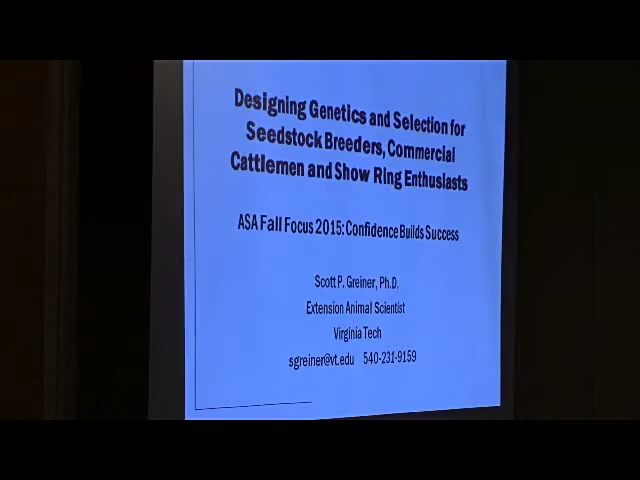 Designing Genetics and Selection for
Seedstock Breeders, Commercial
Cattlemen and Show Ring Enthusiasts
ASA Fall Focus 2015: Confidence Builds Success
Scott P. Greiner, Ph.D.
Extension Animal Scientist
Virginia Tech
sgreiner@vt.edu 540-231-9159